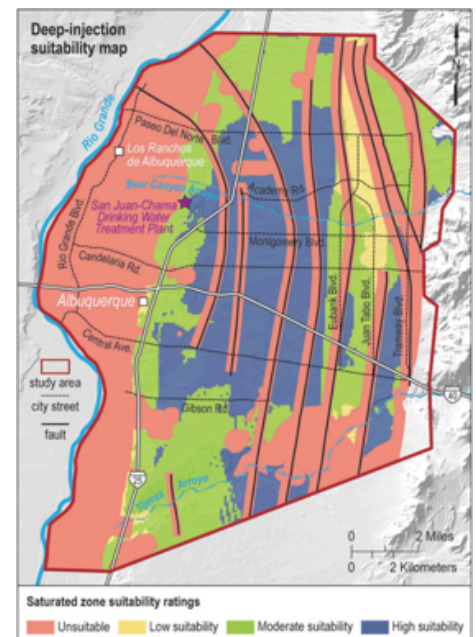 Deep-injection
suitability map
N
Rio Grande
Paseo Del Norte Blvd.
Los Ranchos
de Albuquerque
Bear Canyon Arroyo
Academy Rd.
San Juan-Chama
Drinking Water
Treatment Plant
Rio Grande Blvd.
Montgomery Blvd.
Candelaria Rd.
Eubank Blvd.
Juan Tabo Blvd.
Tramway Blvd.
Albuquerque
Central Ave.
study area
city street
fault
40
Gibson Rd.
25
Tijeras Arroyo
0 2 Miles
0 2 Kilometers
Saturated zone suitability ratings
Unsuitable Low suitability Moderate suitability High suitability